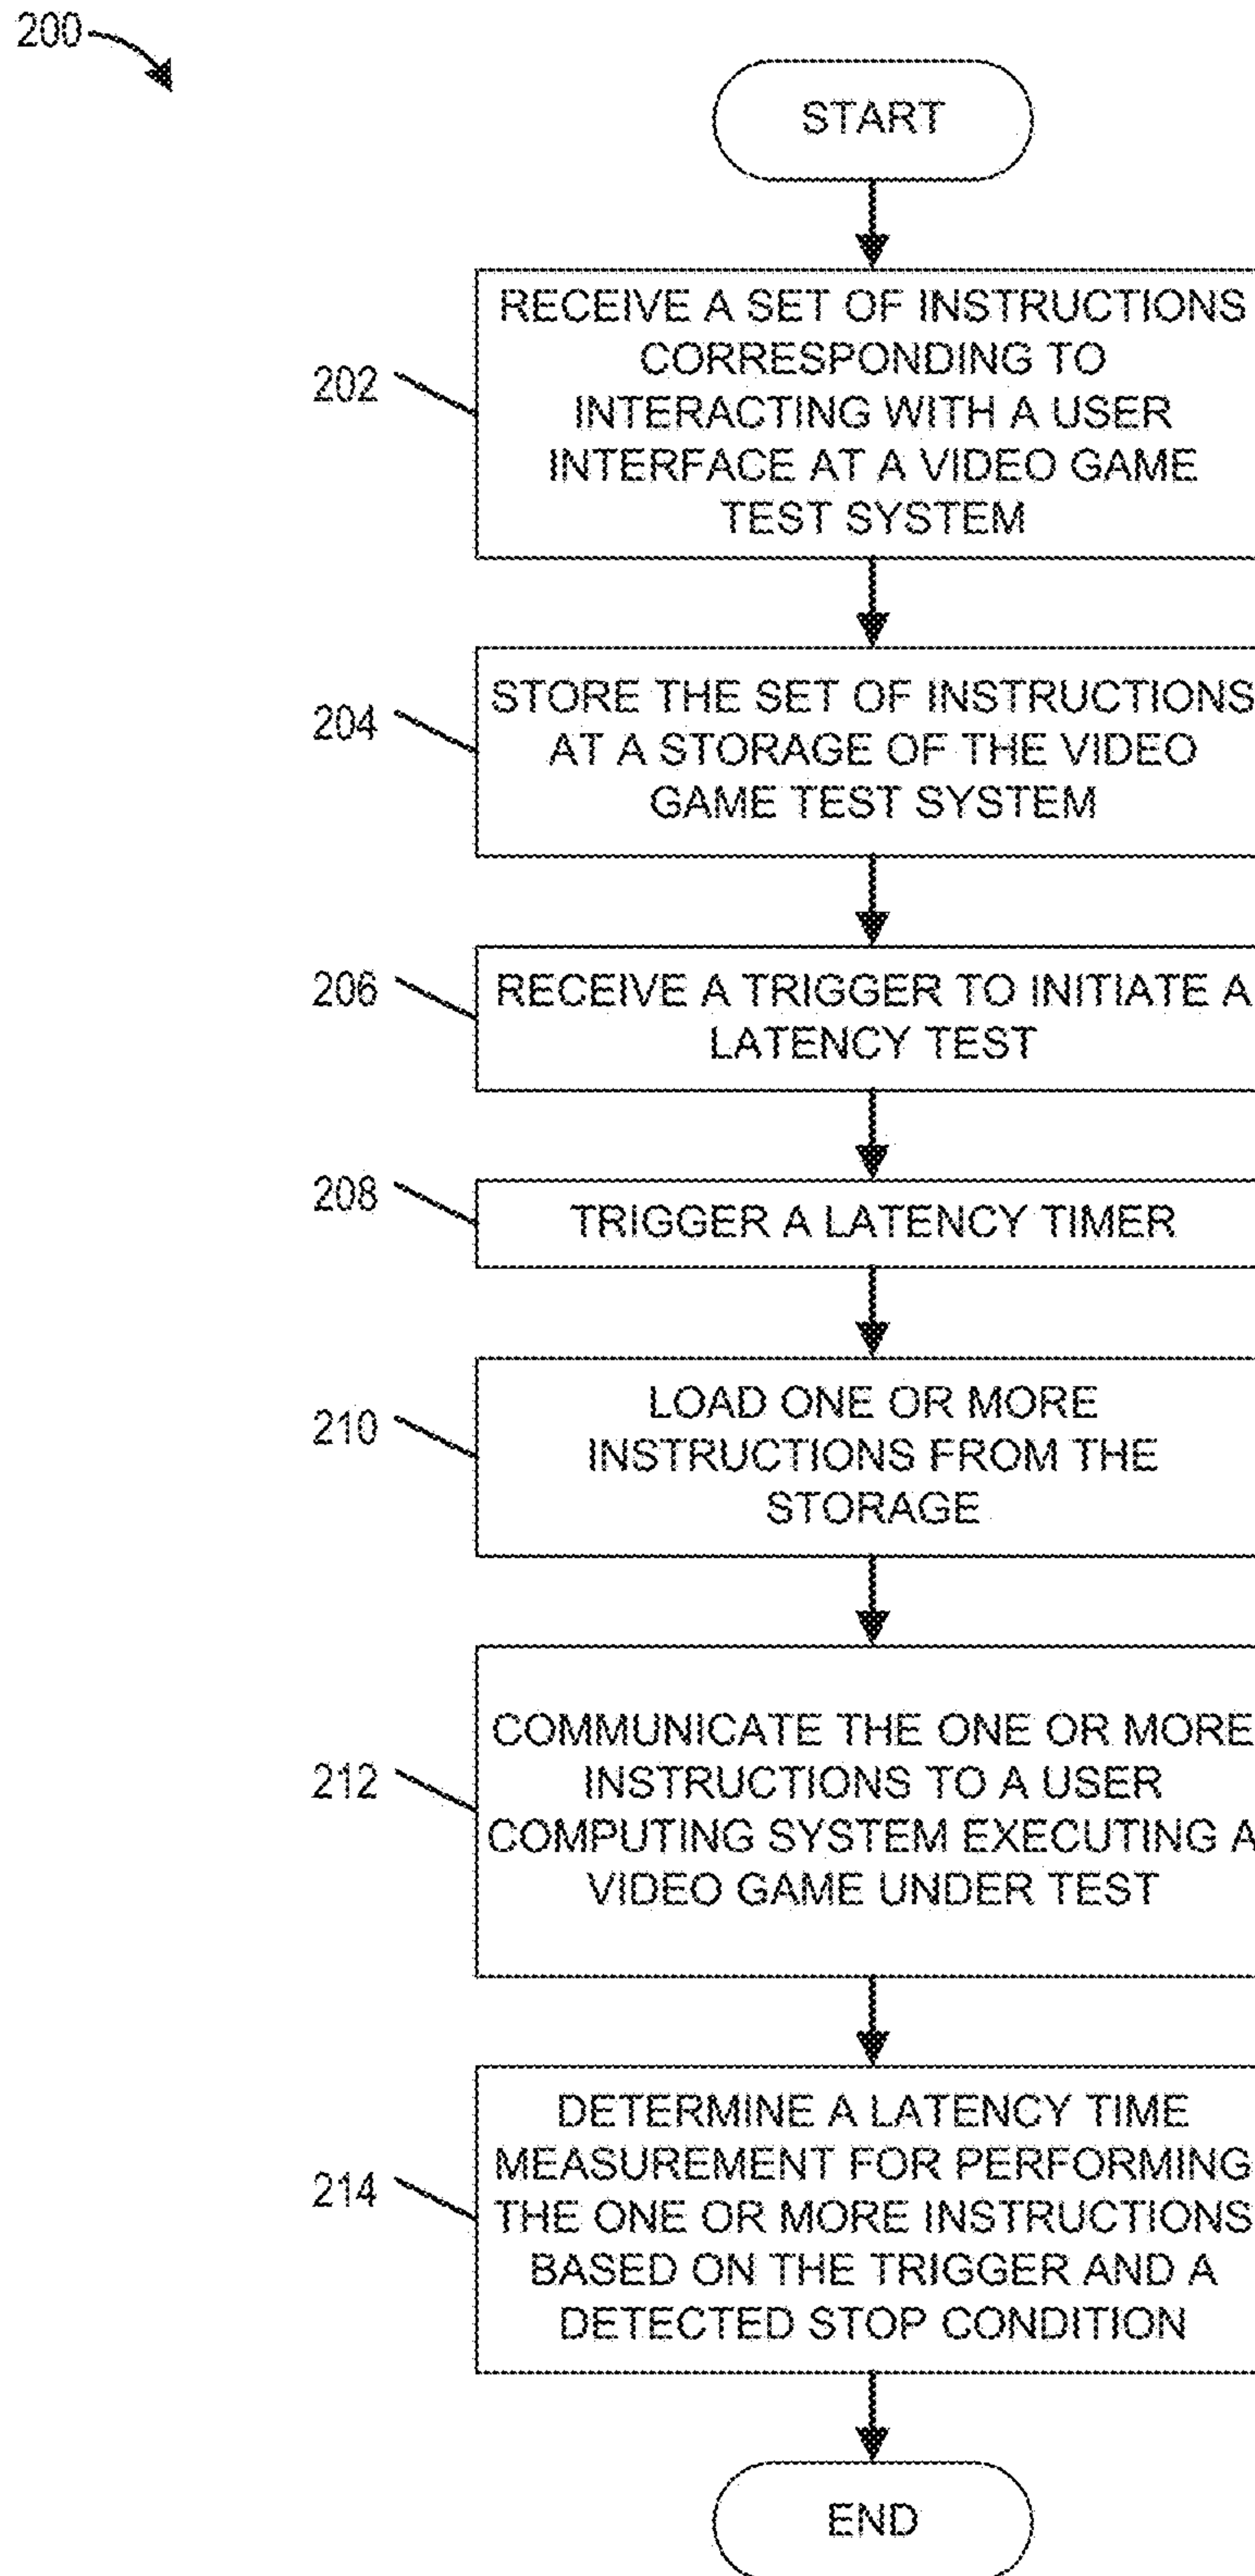 200
START
202
RECEIVE A SET OF INSTRUCTIONS
CORRESPONDING TO
INTERACTING WITH A USER
INTERFACE AT A VIDEO GAME
TEST SYSTEM
204
STORE THE SET OF INSTRUCTIONS
AT A STORAGE OF THE VIDEO
GAME TEST SYSTEM
206
RECEIVE A TRIGGER TO INITIATE A
LATENCY TEST
208
TRIGGER A LATENCY TIMER
210
LOAD ONE OR MORE
INSTRUCTIONS FROM THE
STORAGE
212
COMMUNICATE THE ONE OR MORE
INSTRUCTIONS TO A USER
COMPUTING SYSTEM EXECUTING A
VIDEO GAME UNDER TEST
214
DETERMINE A LATENCY TIME
MEASUREMENT FOR PERFORMING
THE ONE OR MORE INSTRUCTIONS
BASED ON THE TRIGGER AND A
DETECTED STOP CONDITION
END